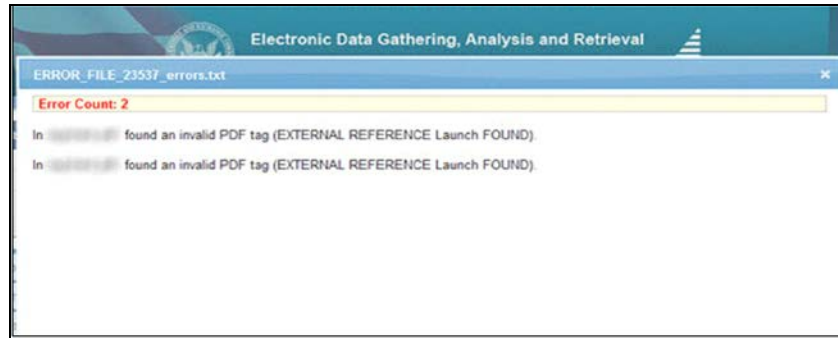 Electronic Data Gathering, Analysis and Retrieval
ERROR_FILE_23537_errors.txt
Error Count: 2
In found an invalid PDF tag (EXTERNAL REFERENCE Launch FOUND).
In found an invalid PDF tag (EXTERNAL REFERENCE Launch FOUND).